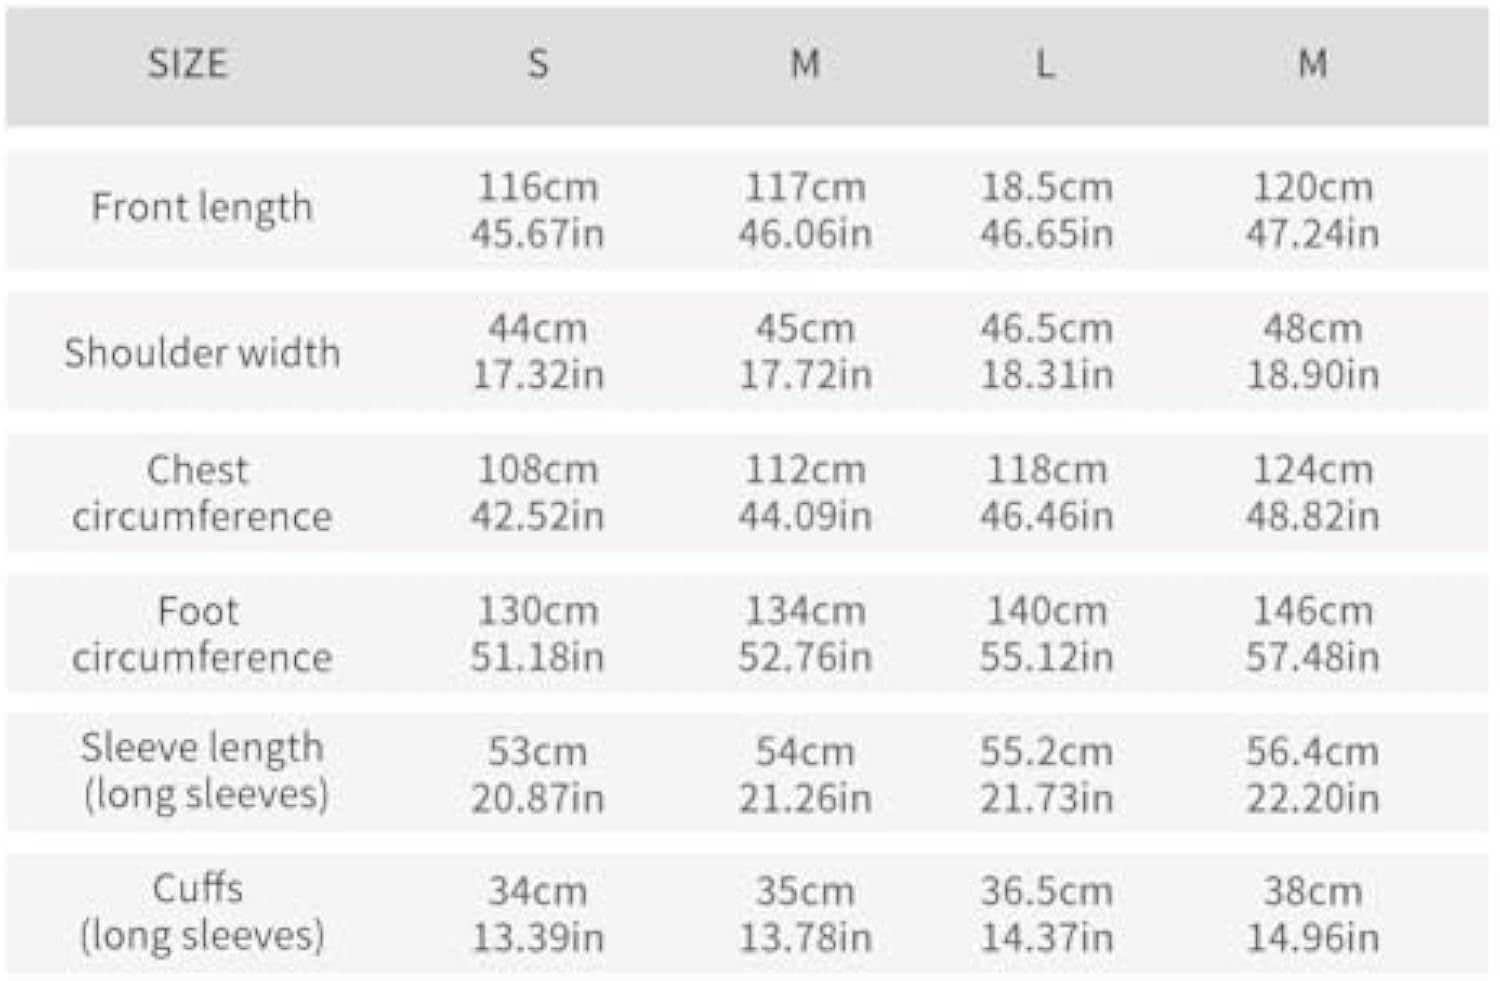 SIZE S M L M
Front length 116cm 117cm 18.5cm 120cm
45.67in 46.06in 46.65in 47.24in
Shoulder width 44cm 45cm 46.5cm 48cm
17.32in 17.72in 18.31in 18.90in
Chest 108cm 112cm 118cm 124cm
circumference 42.52in 44.09in 46.46in 48.82in
Foot 130cm 134cm 140cm 146cm
circumference 51.18in 52.76in 55.12in 57.48in
Sleeve length 53cm 54cm 55.2cm 56.4cm
(long sleeves) 20.87in 21.26in 21.73in 22.20in
Cuffs 34cm 35cm 36.5cm 38cm
(long sleeves) 13.39in 13.78in 14.37in 14.96in